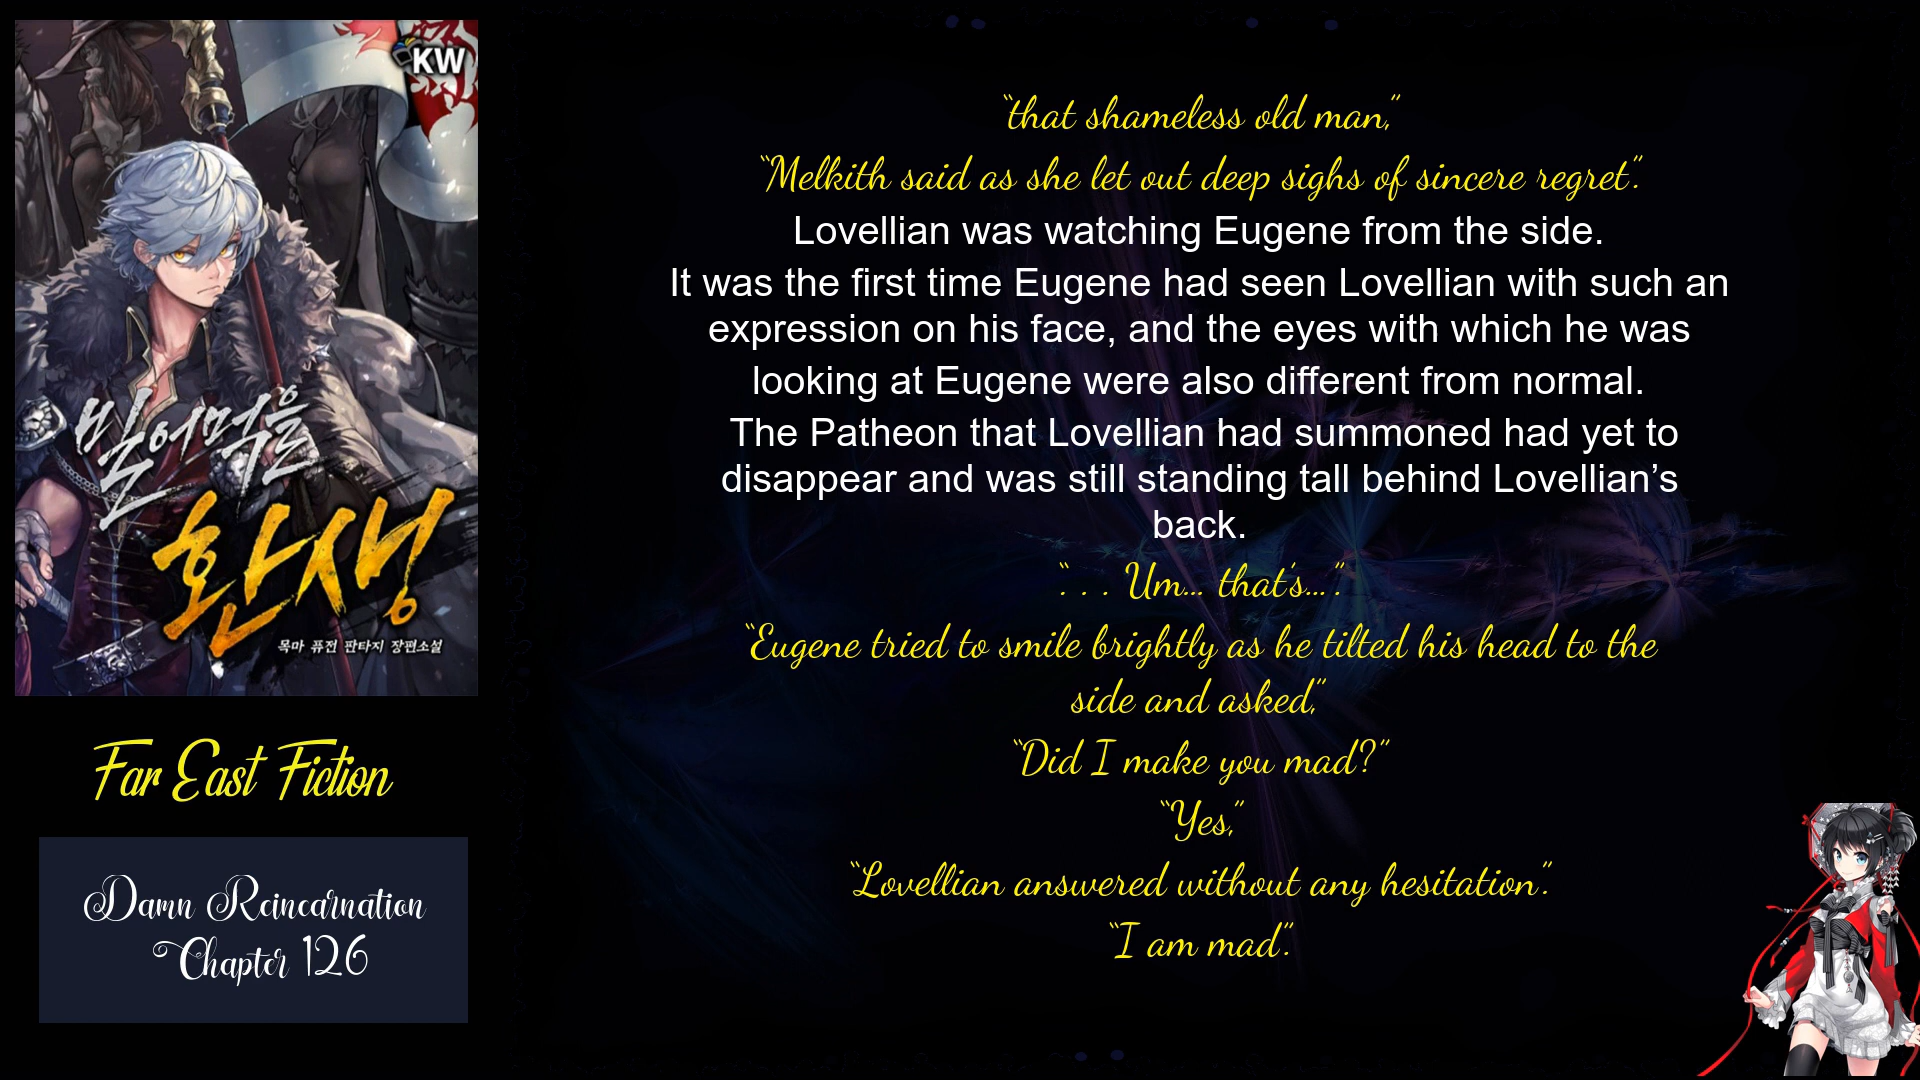 KW
빌어먹을
환생
목마 퓨전 판타지 장편소설
Far East Fiction
Damn Reincarnation
Chapter 126
“that shameless old man,”
“Melkith said as she let out deep sighs of sincere regret”.
Lovellian was watching Eugene from the side.
It was the first time Eugene had seen Lovellian with such an
expression on his face, and the eyes with which he was
looking at Eugene were also different from normal.
The Patheon that Lovellian had summoned had yet to
disappear and was still standing tall behind Lovellian’s
back.
“. . . Um... that’s...”.
“Eugene tried to smile brightly as he tilted his head to the
side and asked,”
“Did I make you mad?”
“Yes,”
“Lovellian answered without any hesitation”.
“I am mad”.